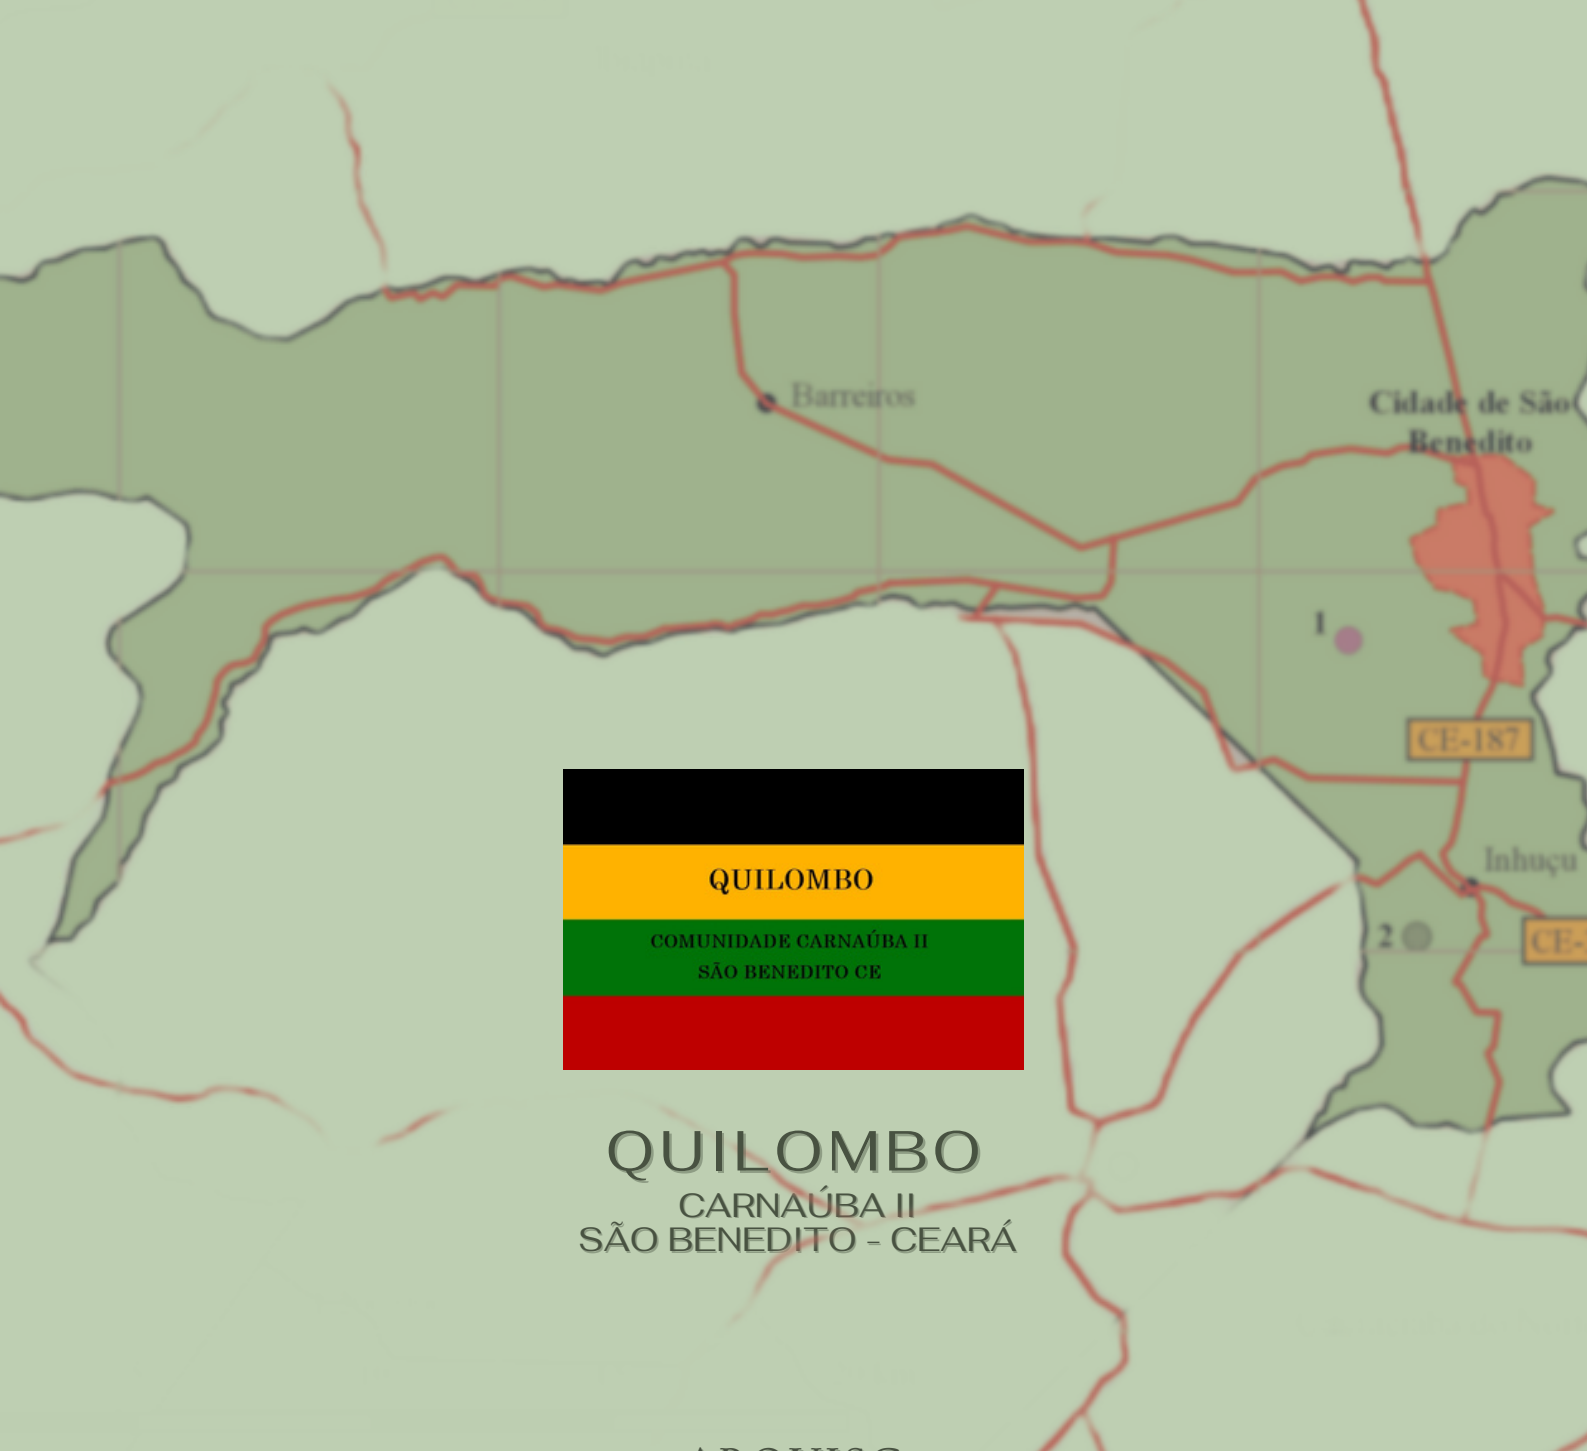 Barreiros
Cidade de São
Benedito
1
CE-187
Inhuçu
2
CE-
QUILOMBO
COMUNIDADE CARNAÚBA II
SÃO BENEDITO CE
QUILOMBO
CARNAÚBA II
SÃO BENEDITO - CEARÁ